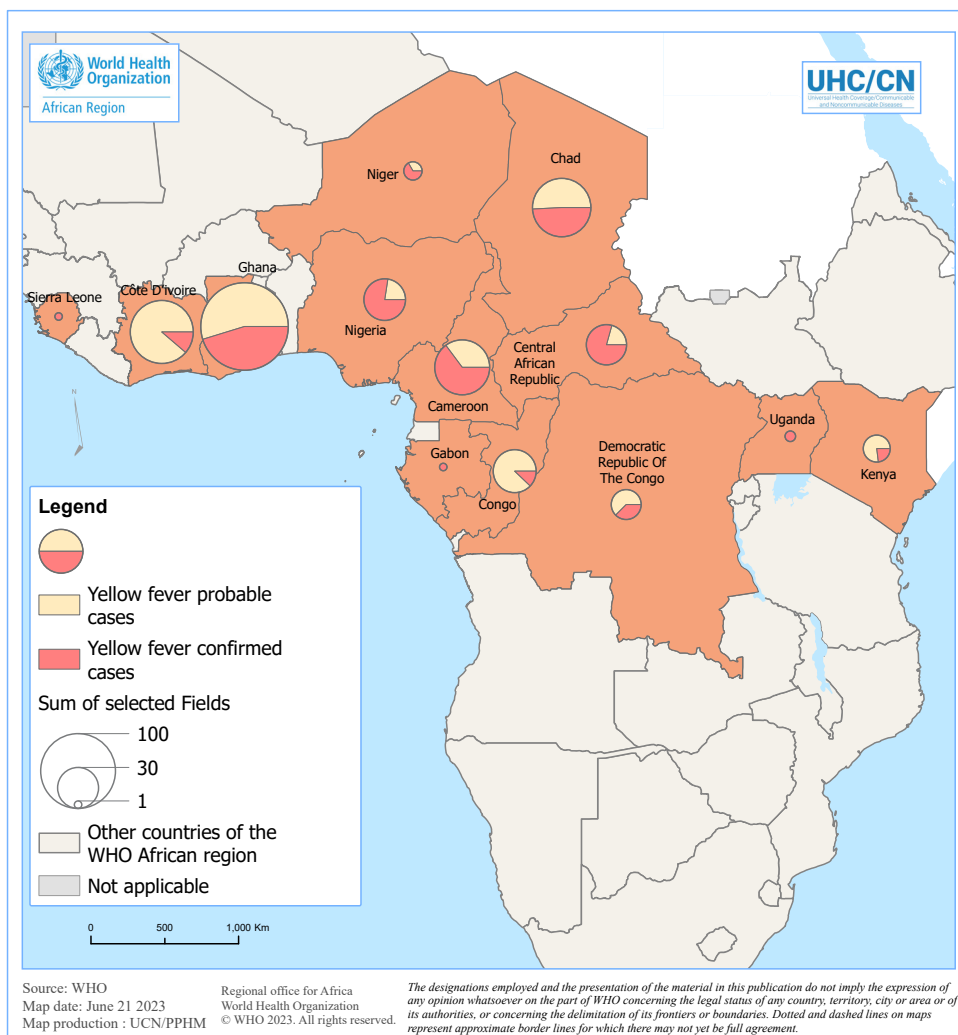 World Health
Organization
African Region
UHC/CN
Universal Health Coverage/Communicable
and Noncommunicable Diseases
Chad
Niger
Ghana
Côte D'ivoire
Sierra Leone
Nigeria
Central
African
Republic
Cameroon
Uganda
Democratic
Republic Of
The Congo
Gabon
Kenya
Congo
N
Legend
Yellow fever probable
cases
Yellow fever confirmed
cases
Sum of selected Fields
100
30
1
Other countries of the
WHO African region
Not applicable
0 500 1,000 Km
Source: WHO
Map date: June 21 2023
Map production : UCN/PPHM
Regional office for Africa
World Health Organization
© WHO 2023. All rights reserved.
The designations employed and the presentation of the material in this publication do not imply the expression of
any opinion whatsoever on the part of WHO concerning the legal status of any country, territory, city or area or of
its authorities, or concerning the delimitation of its frontiers or boundaries. Dotted and dashed lines on maps
represent approximate border lines for which there may not yet be full agreement.